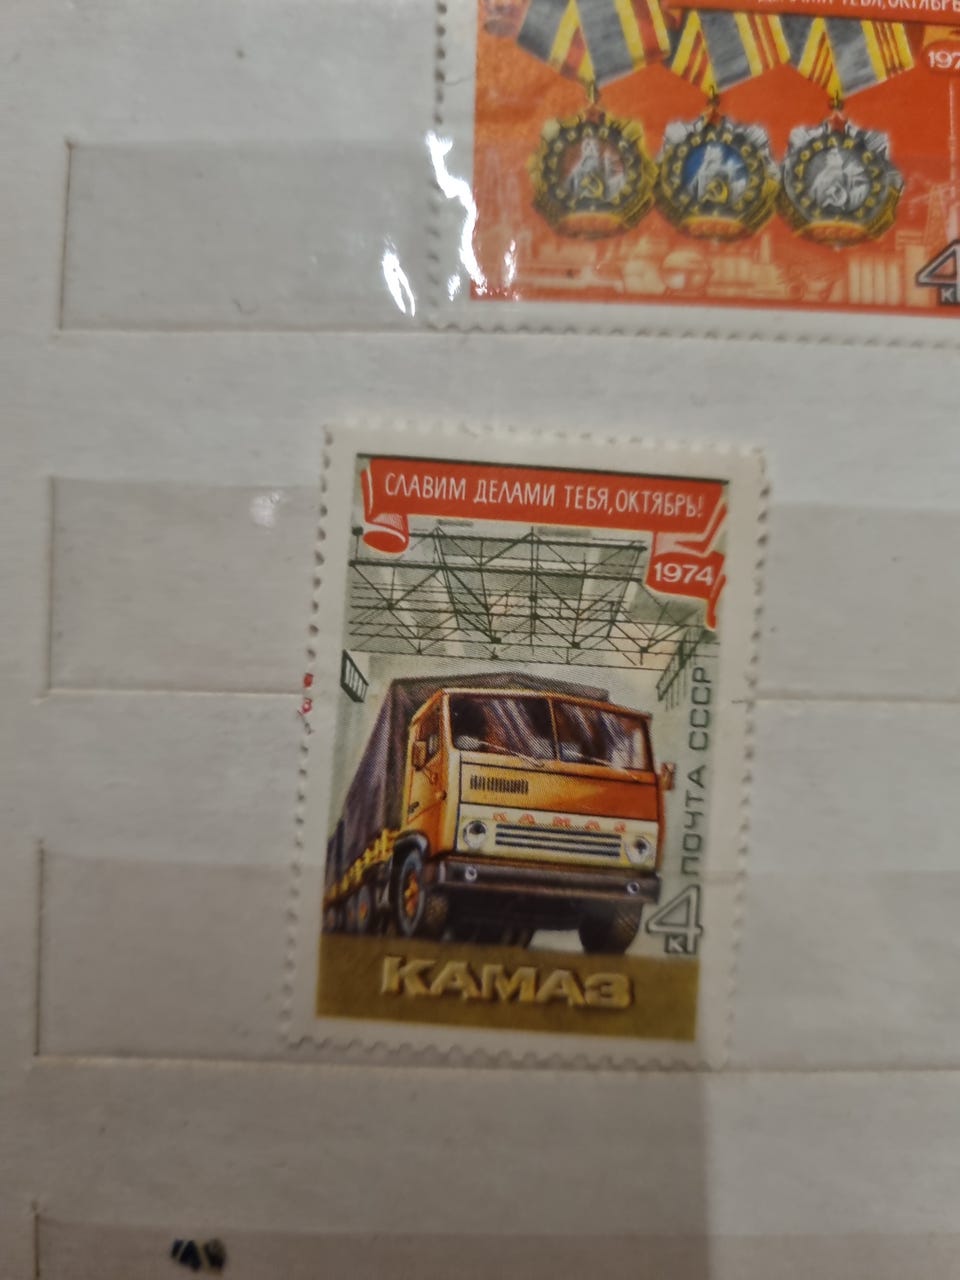 ДЕЛАМИ ТЕБЯ, ОКТЯБРЬ
197
4
К
СЛАВИМ ДЕЛАМИ ТЕБЯ, ОКТЯБРЬ!
1974
ПОЧТА СССР
КАМАЗ
4
К
КАМАЗ